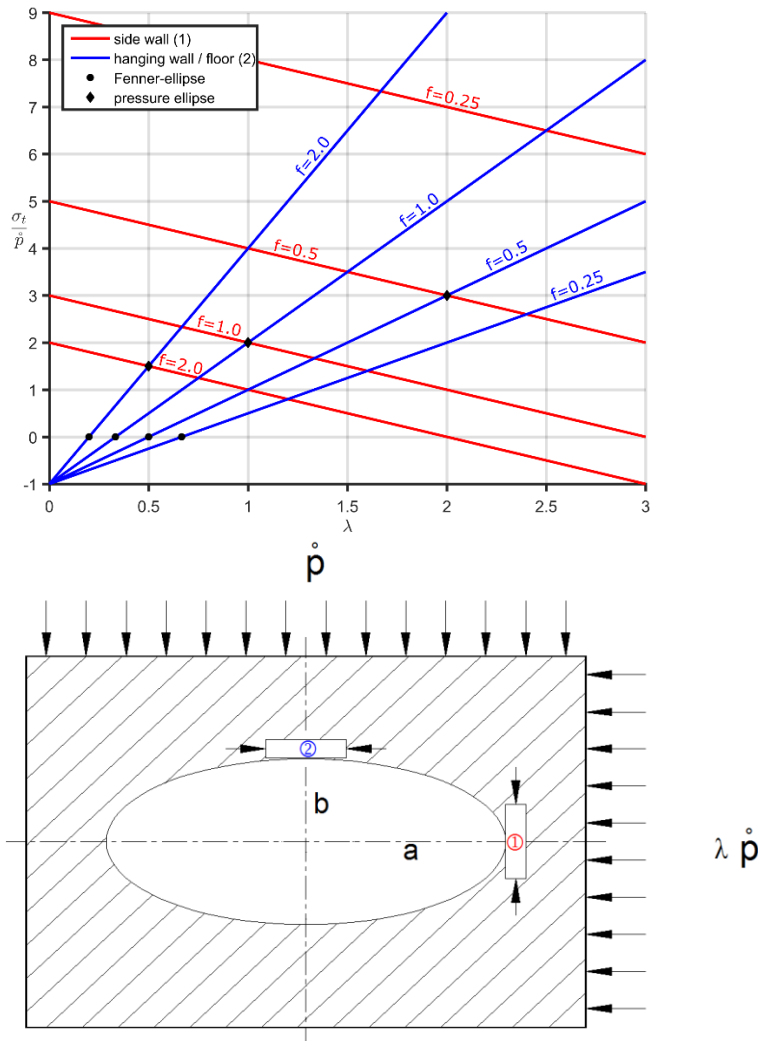 9
8
7
6
5
4
3
2
1
0
-1
σt
p̊
side wall (1)
hanging wall / floor (2)
Fenner-ellipse
pressure ellipse
f=0.25
f=2.0
f=1.0
f=0.5
f=0.5
f=0.25
f=1.0
f=2.0
0 0.5 1 1.5 2 2.5 3
λ
p̊
②
b
a
①
λ p̊